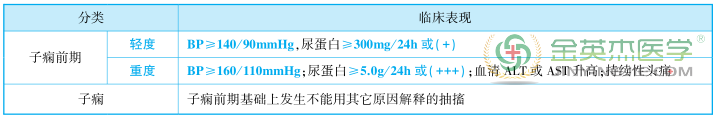 分类 临床表现
子痫前期 轻度 BP≥140/90mmHg,尿蛋白≥300mg/24h 或(+)
重度 BP≥160/110mmHg;尿蛋白≥5.0g/24h 或(+++);血清 ALT 或 AST 升高;持续性头痛
子痫 子痫前期基础上发生不能用其它原因解释的抽搐
金英杰医学®